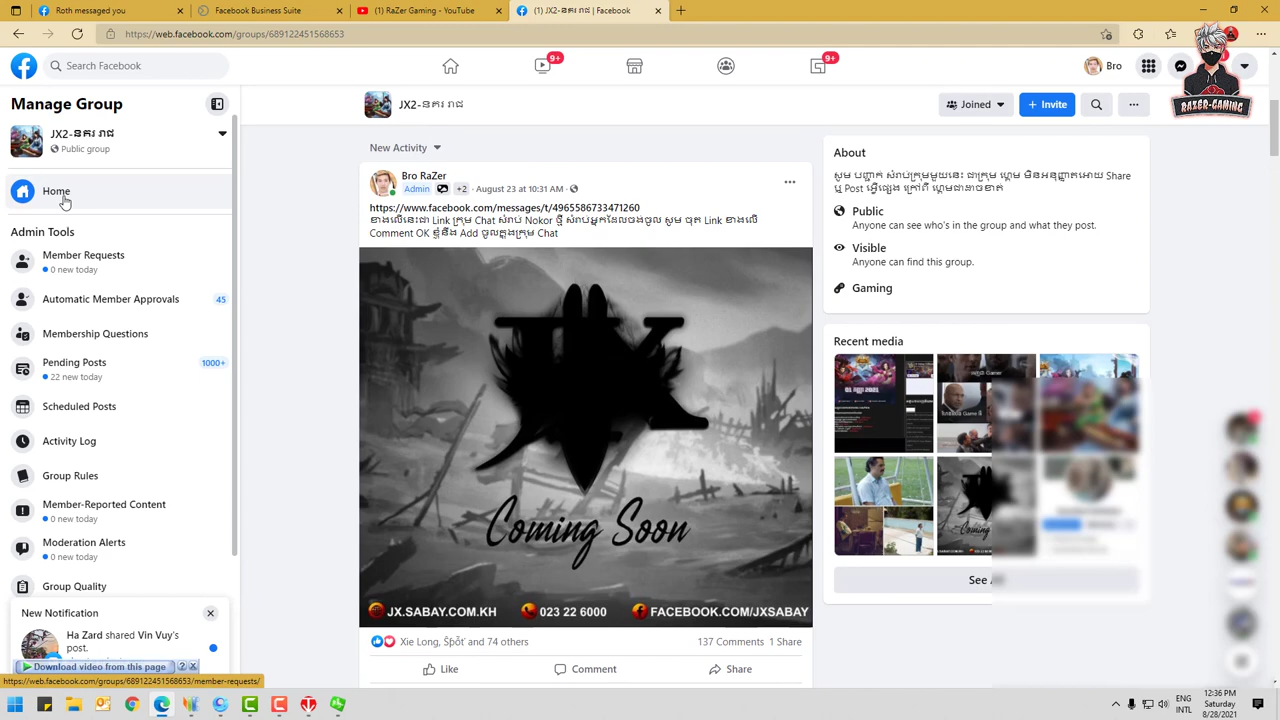 Roth messaged you
Facebook Business Suite
(1) RaZer Gaming - YouTube
(1) JX2-នគររាជ | Facebook
https://web.facebook.com/groups/689122451568653
Search Facebook
9+
9+
Bro
RAZER-GAMING
Manage Group
JX2-នគររាជ
Public group
Home
Admin Tools
Member Requests
0 new today
Automatic Member Approvals
45
Membership Questions
Pending Posts
1000+
22 new today
Scheduled Posts
Activity Log
Group Rules
Member-Reported Content
0 new today
Moderation Alerts
0 new today
Group Quality
New Notification
Ha Zard shared Vin Vuy's
post.
Download video from this page
https://web.facebook.com/groups/689122451568653/member-requests/
JX2-នគររាជ
Joined
+ Invite
New Activity
Bro RaZer
Admin
+2
August 23 at 10:31 AM
https://www.facebook.com/messages/t/4965586733471260
ខាងលើនេះជា Link ក្រុម Chat សំរាប់ Nokor ថ្មី សំរាប់អ្នកដែលចង់ចូល សូម ចុត Link ខាងលើ
Comment OK ខ្ញុំនឹង Add ចូលក្នុងក្រុម Chat
Coming Soon
JX.SABAY.COM.KH
023 22 6000
FACEBOOK.COM/JXSABAY
Xie Long, Šƥǒť and 74 others
137 Comments
1 Share
Like
Comment
Share
About
សូម បញ្ជាក់ សំរាប់ក្រុមមួយនេះ ជាក្រុម ហ្គេម មិនអនុញ្ញាតអោយ Share
ឬ Post អ្វីផ្សេង ក្រៅពី ហ្គេមជាដាច់ខាត
Public
Anyone can see who's in the group and what they post.
Visible
Anyone can find this group.
Gaming
Recent media
See
ENG
INTL
12:36 PM
Saturday
8/28/2021